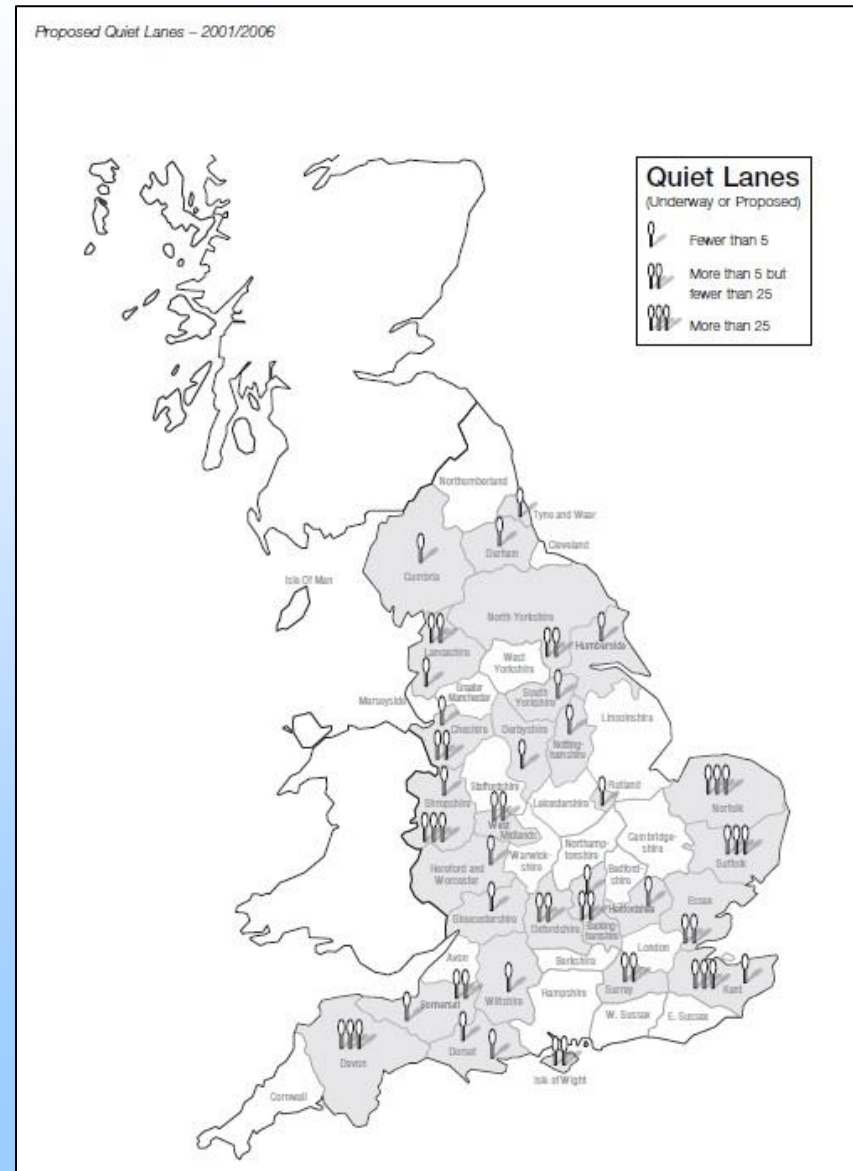 Proposed Quiet Lanes – 2001/2006
Quiet Lanes
(Underway or Proposed)
Fewer than 5
More than 5 but
fewer than 25
More than 25
Northumberland
Tyne and Wear
Durham
Cleveland
Cumbria
Isle Of Man
North Yorkshire
Humberside
Lancashire
West
Yorkshire
Greater
Manchester
South
Yorkshire
Merseyside
Lincolnshire
Cheshire
Derbyshire
Notting-
hamshire
Staffordshire
Rutland
Shropshire
Leicestershire
Norfolk
West
Midlands
Cambridge-
shire
Northamp-
tonshire
Suffolk
Warwick-
shire
Hereford and
Worcester
Bedford-
shire
Essex
Hertfordshire
Gloucestershire
Oxfordshire
Bucking-
hamshire
London
Avon
Berkshire
Wiltshire
Surrey
Kent
Hampshire
Somerset
W. Sussex
E. Sussex
Dorset
Devon
Isle of Wight
Cornwall